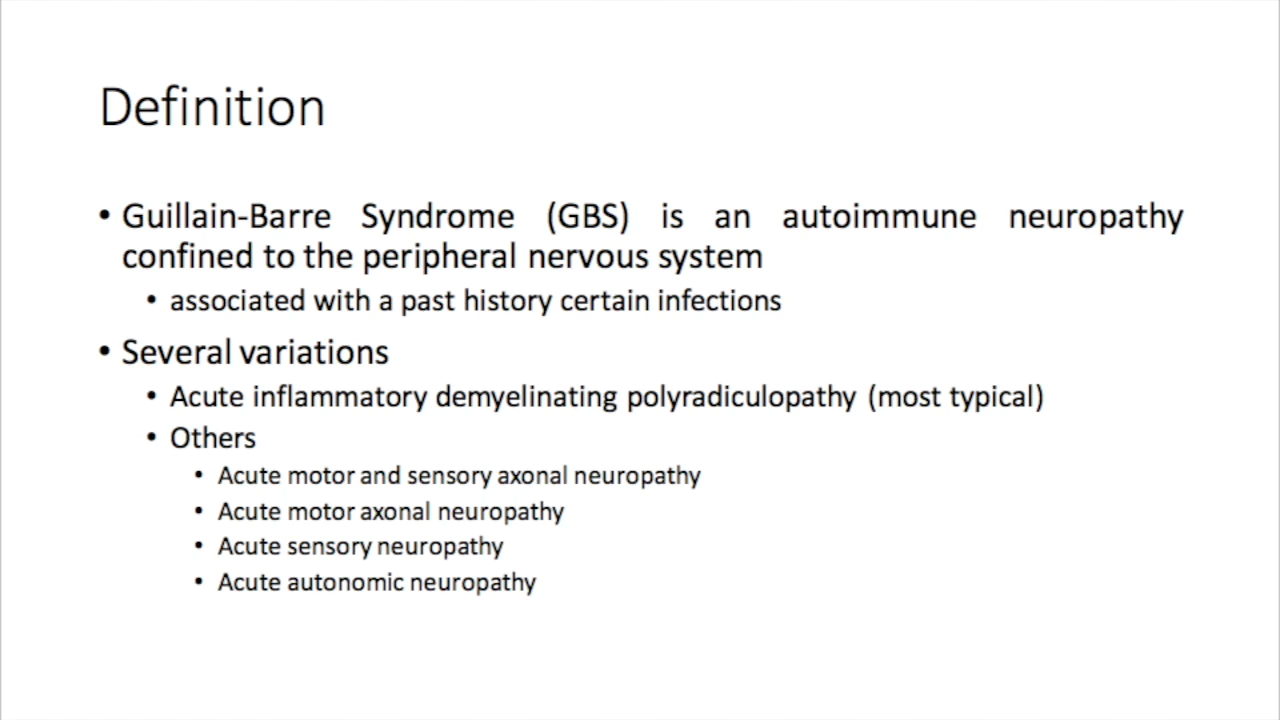 Definition
• Guillain-Barre Syndrome (GBS) is an autoimmune neuropathy
confined to the peripheral nervous system
• associated with a past history certain infections
• Several variations
• Acute inflammatory demyelinating polyradiculopathy (most typical)
• Others
• Acute motor and sensory axonal neuropathy
• Acute motor axonal neuropathy
• Acute sensory neuropathy
• Acute autonomic neuropathy